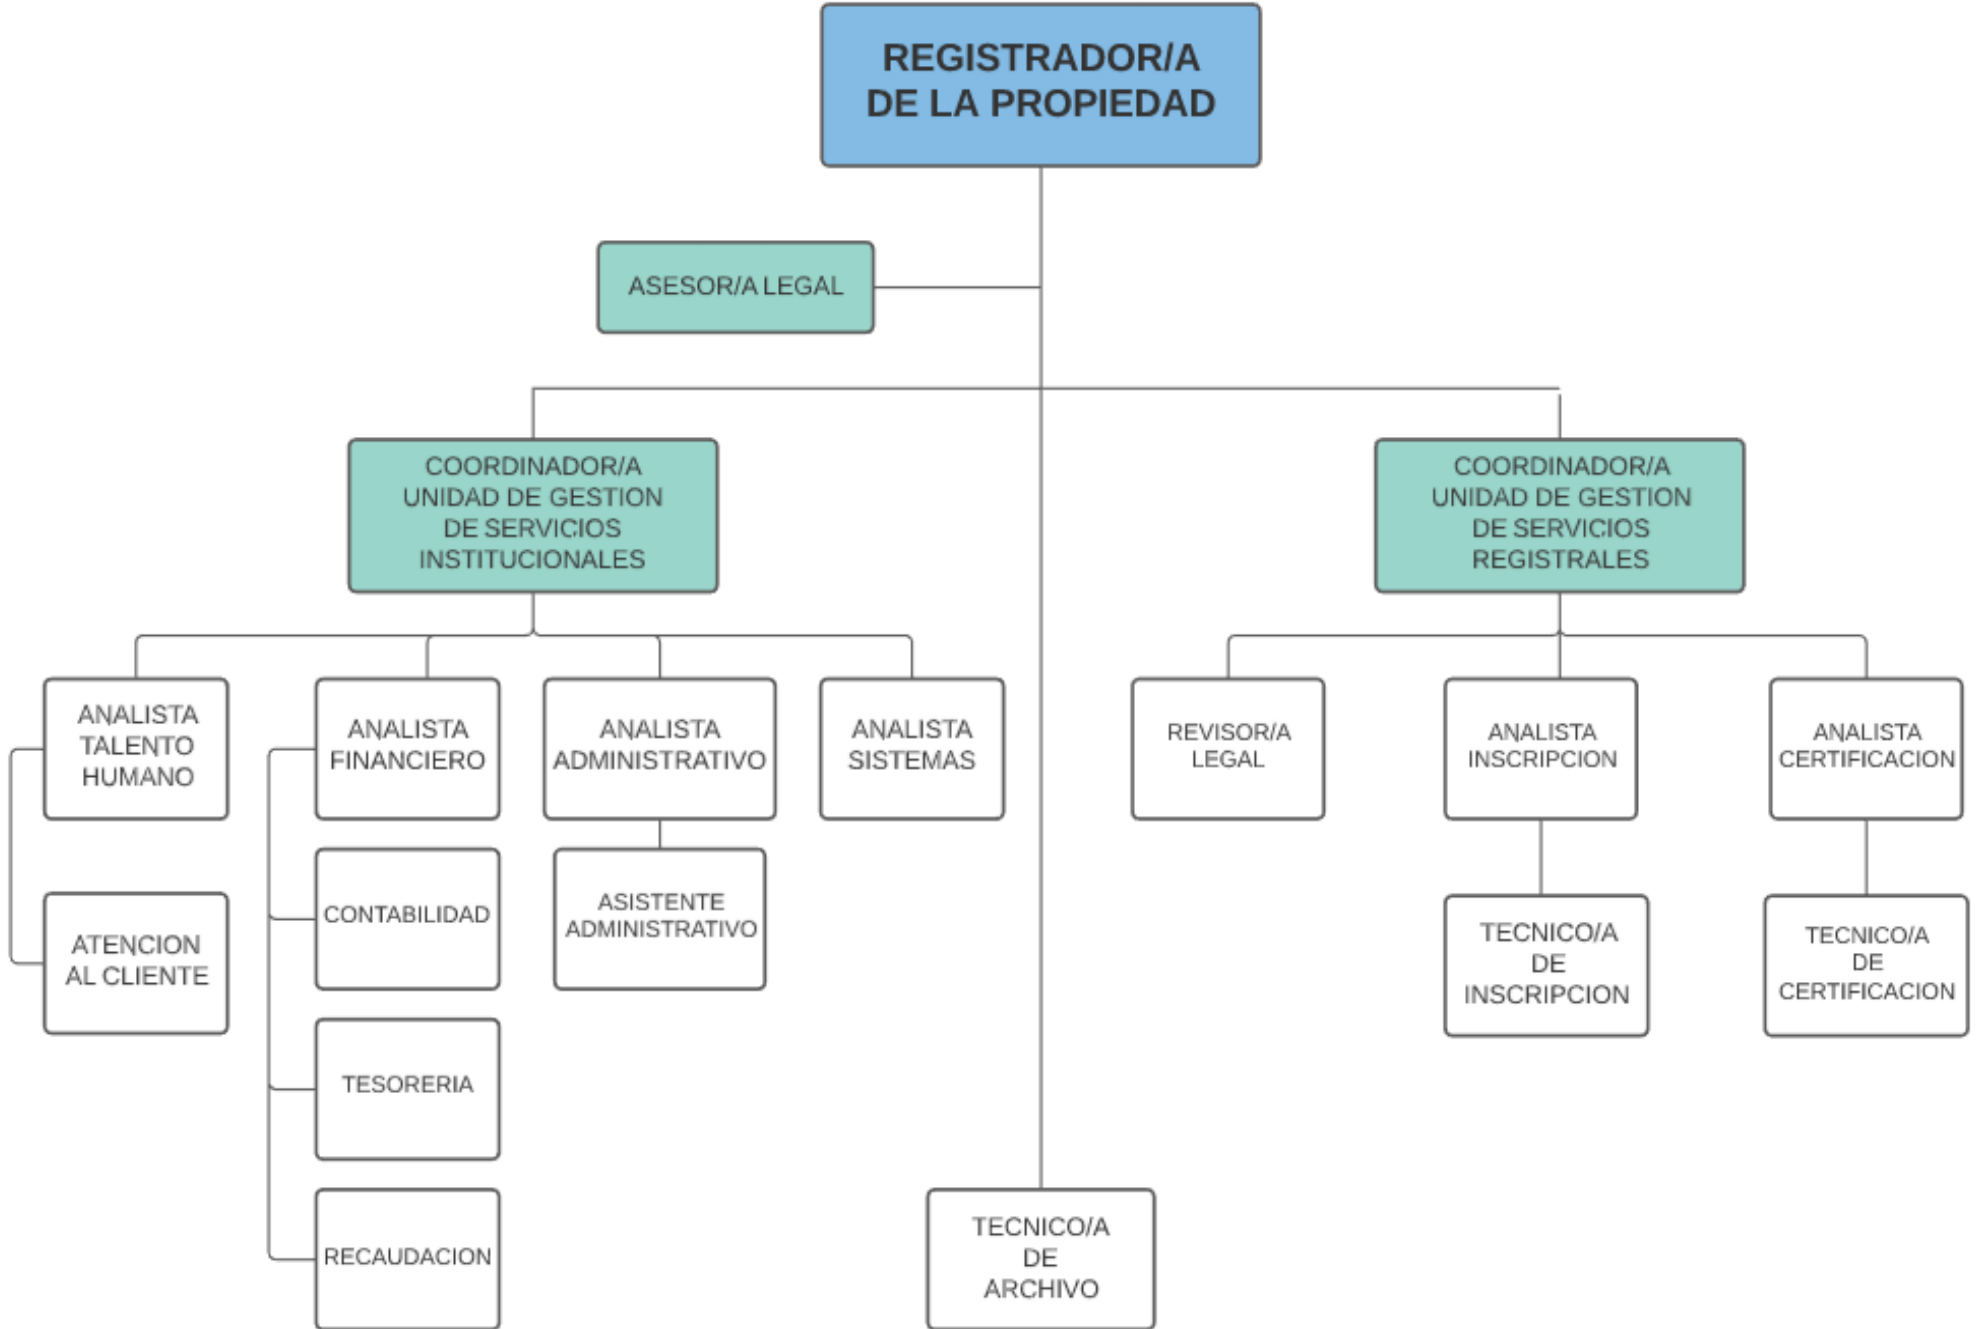 REGISTRADOR/A
DE LA PROPIEDAD
ASESOR/A LEGAL
COORDINADOR/A
UNIDAD DE GESTION
DE SERVICIOS
INSTITUCIONALES
COORDINADOR/A
UNIDAD DE GESTION
DE SERVICIOS
REGISTRALES
ANALISTA
TALENTO
HUMANO
ANALISTA
FINANCIERO
ANALISTA
ADMINISTRATIVO
ANALISTA
SISTEMAS
REVISOR/A
LEGAL
ANALISTA
INSCRIPCION
ANALISTA
CERTIFICACION
ATENCION
AL CLIENTE
CONTABILIDAD
ASISTENTE
ADMINISTRATIVO
TECNICO/A
DE
INSCRIPCION
TECNICO/A
DE
CERTIFICACION
TESORERIA
RECAUDACION
TECNICO/A
DE
ARCHIVO